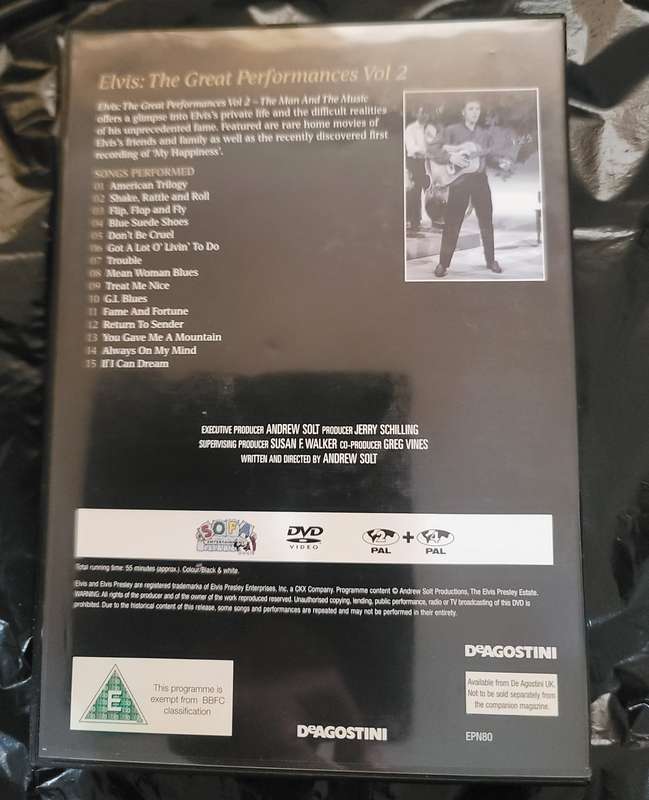 Elvis: The Great Performances Vol 2
Elvis: The Great Performances Vol 2 – The Man And The Music
offers a glimpse into Elvis's private life and the difficult realities
of his unprecedented fame. Featured are rare home movies of
Elvis's friends and family as well as the recently discovered first
recording of 'My Happiness'.
SONGS PERFORMED
01 American Trilogy
02 Shake, Rattle and Roll
03 Flip, Flop and Fly
04 Blue Suede Shoes
05 Don't Be Cruel
06 Got A Lot O' Livin' To Do
07 Trouble
08 Mean Woman Blues
09 Treat Me Nice
10 G.I. Blues
11 Fame And Fortune
12 Return To Sender
13 You Gave Me A Mountain
14 Always On My Mind
15 If I Can Dream
EXECUTIVE PRODUCER ANDREW SOLT PRODUCER JERRY SCHILLING
SUPERVISING PRODUCER SUSAN F. WALKER CO-PRODUCER GREG VINES
WRITTEN AND DIRECTED BY ANDREW SOLT
SOFA
ENTERTAINMENT
DVD
VIDEO
2
PAL
+
4
PAL
Total running time: 55 minutes (approx.). Colour/Black & white.
Elvis and Elvis Presley are registered trademarks of Elvis Presley Enterprises, Inc, a CKX Company. Programme content © Andrew Solt Productions, The Elvis Presley Estate.
WARNING: All rights of the producer and of the owner of the work reproduced reserved. Unauthorised copying, lending, public performance, radio or TV broadcasting of this DVD is
prohibited. Due to the historical content of this release, some songs and performances are repeated and may not be performed in their entirety.
DEAGOSTINI
Available from De Agostini UK.
Not to be sold separately from
the companion magazine.
E
This programme is
exempt from BBFC
classification
DEAGOSTINI
EPN80